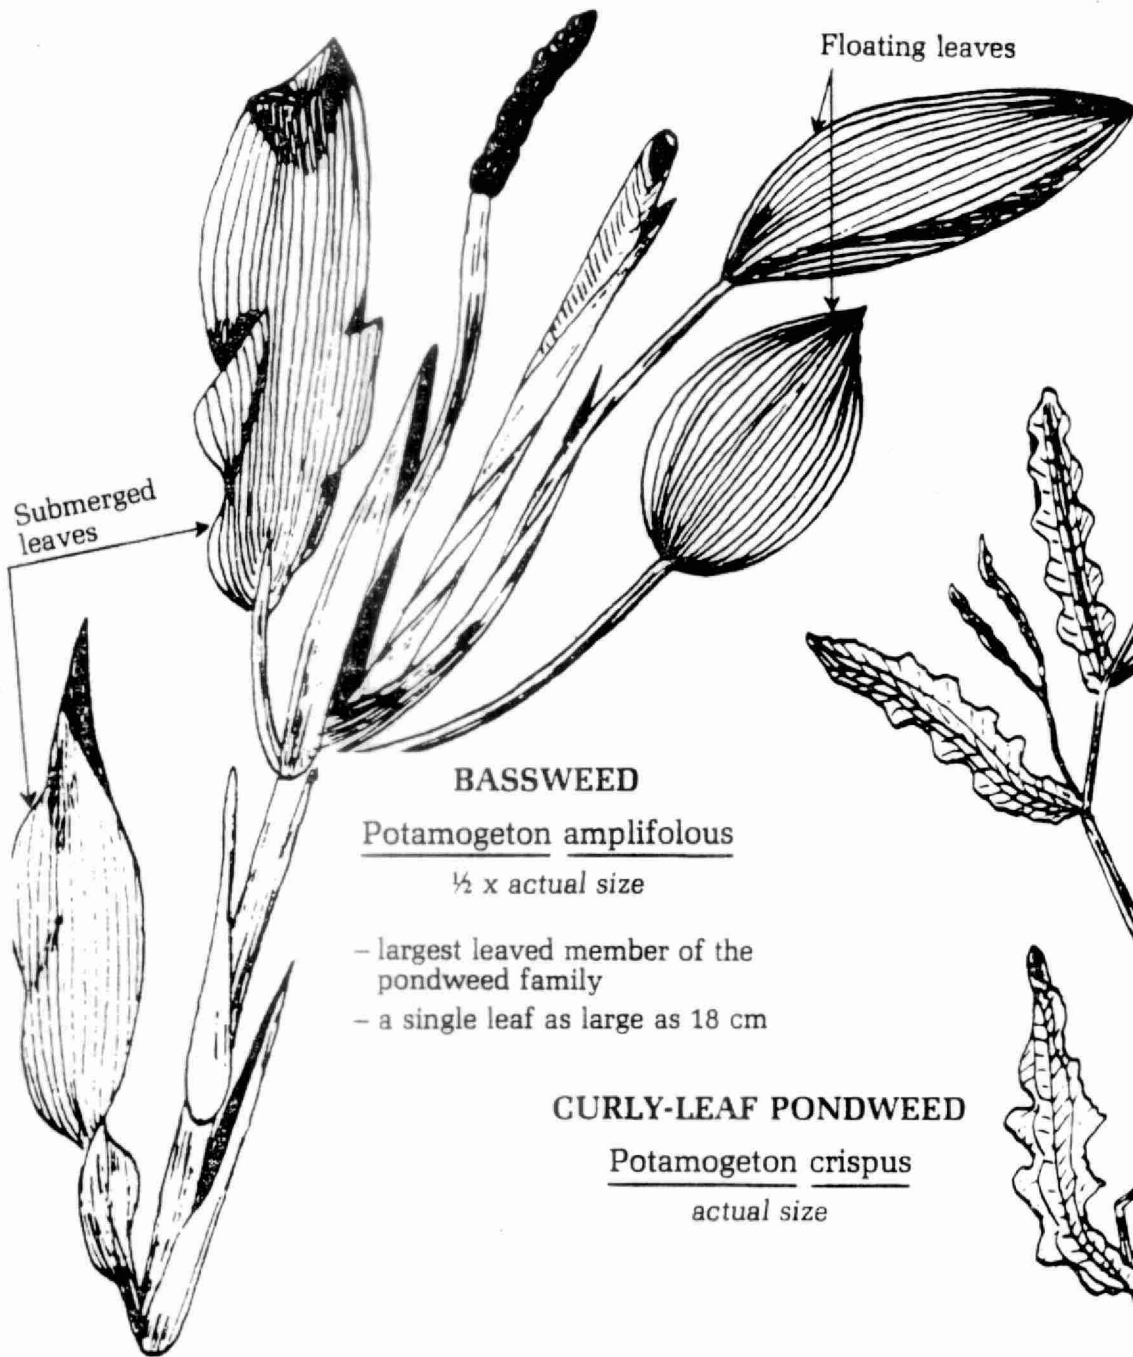 Floating leaves
Submerged
leaves
BASSWEED
Potamogeton amplifolous
½ x actual size
– largest leaved member of the
pondweed family
– a single leaf as large as 18 cm
CURLY-LEAF PONDWEED
Potamogeton crispus
actual size